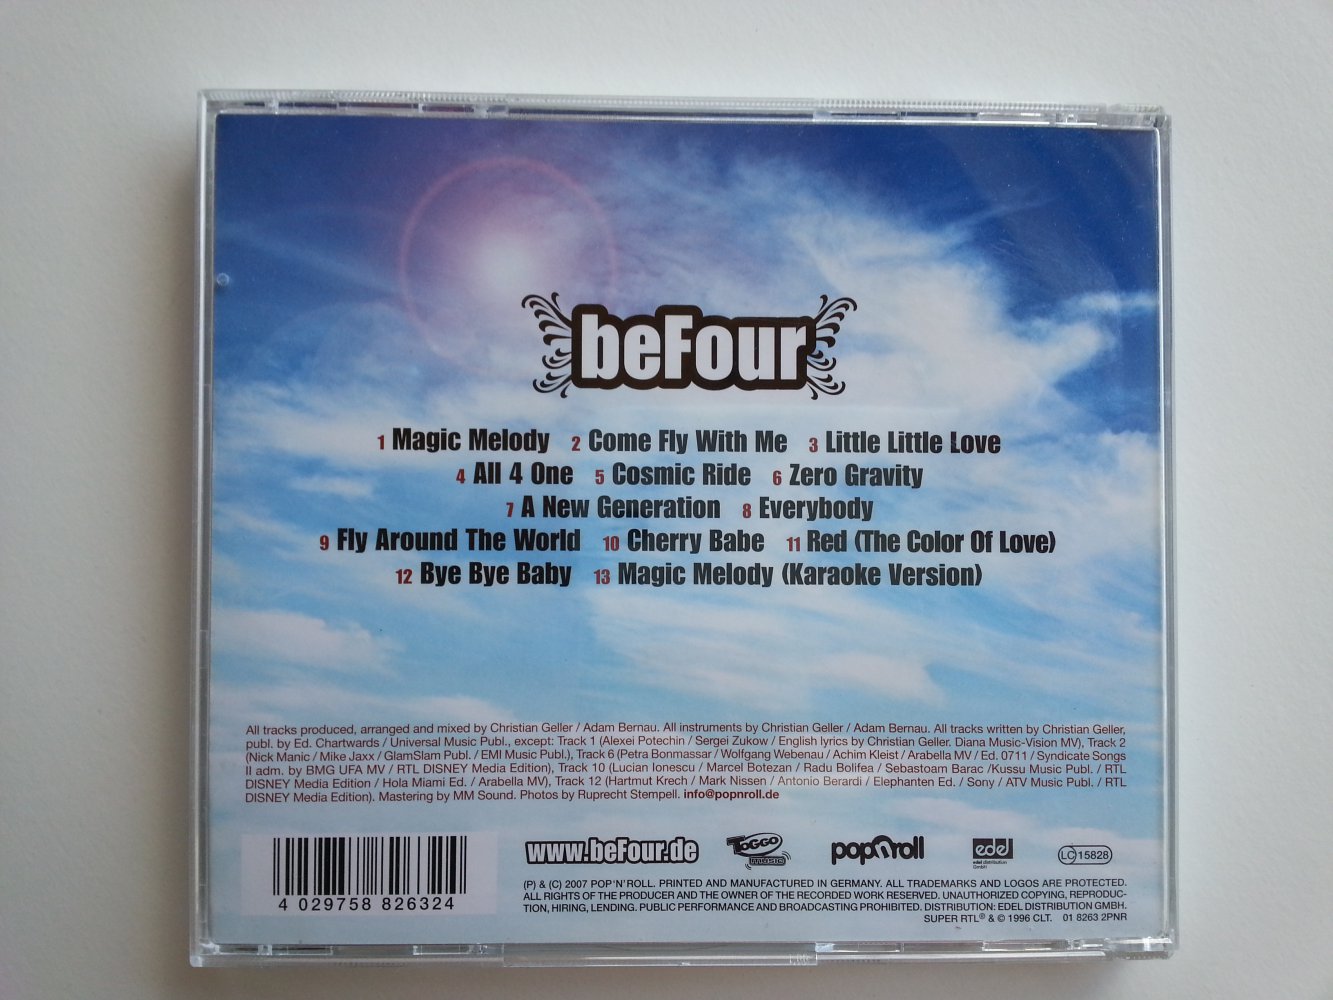 beFour
1 Magic Melody 2 Come Fly With Me 3 Little Little Love
4 All 4 One 5 Cosmic Ride 6 Zero Gravity
7 A New Generation 8 Everybody
9 Fly Around The World 10 Cherry Babe 11 Red (The Color Of Love)
12 Bye Bye Baby 13 Magic Melody (Karaoke Version)
All tracks produced, arranged and mixed by Christian Geller / Adam Bernau. All instruments by Christian Geller / Adam Bernau. All tracks written by Christian Geller,
publ. by Ed. Chartwards / Universal Music Publ., except: Track 1 (Alexei Potechin / Sergei Zukow / English lyrics by Christian Geller. Diana Music-Vision MV), Track 2
(Nick Manic / Mike Jaxx / GlamSlam Publ. / EMI Music Publ.), Track 6 (Petra Bonmassar / Wolfgang Webenau / Achim Kleist / Arabella MV / Ed. 0711 / Syndicate Songs
II adm. by BMG UFA MV / RTL DISNEY Media Edition), Track 10 (Lucian Ionescu / Marcel Botezan / Radu Bolifea / Sebastoam Barac /Kussu Music Publ. / RTL
DISNEY Media Edition / Hola Miami Ed. / Arabella MV), Track 12 (Hartmut Krech / Mark Nissen / Antonio Berardi / Elephanten Ed. / Sony / ATV Music Publ. / RTL
DISNEY Media Edition). Mastering by MM Sound. Photos by Ruprecht Stempell. info@popnroll.de
4 029758 826324
www.beFour.de
TOGGO music
pop'n'roll
edel
edel distribution GmbH
LC 15828
(P) & (C) 2007 POP'N'ROLL. PRINTED AND MANUFACTURED IN GERMANY. ALL TRADEMARKS AND LOGOS ARE PROTECTED.
ALL RIGHTS OF THE PRODUCER AND THE OWNER OF THE RECORDED WORK RESERVED. UNAUTHORIZED COPYING, REPRODUC-
TION, HIRING, LENDING. PUBLIC PERFORMANCE AND BROADCASTING PROHIBITED. DISTRIBUTION: EDEL DISTRIBUTION GMBH.
SUPER RTL® & © 1996 CLT. 01 8263 2PNR